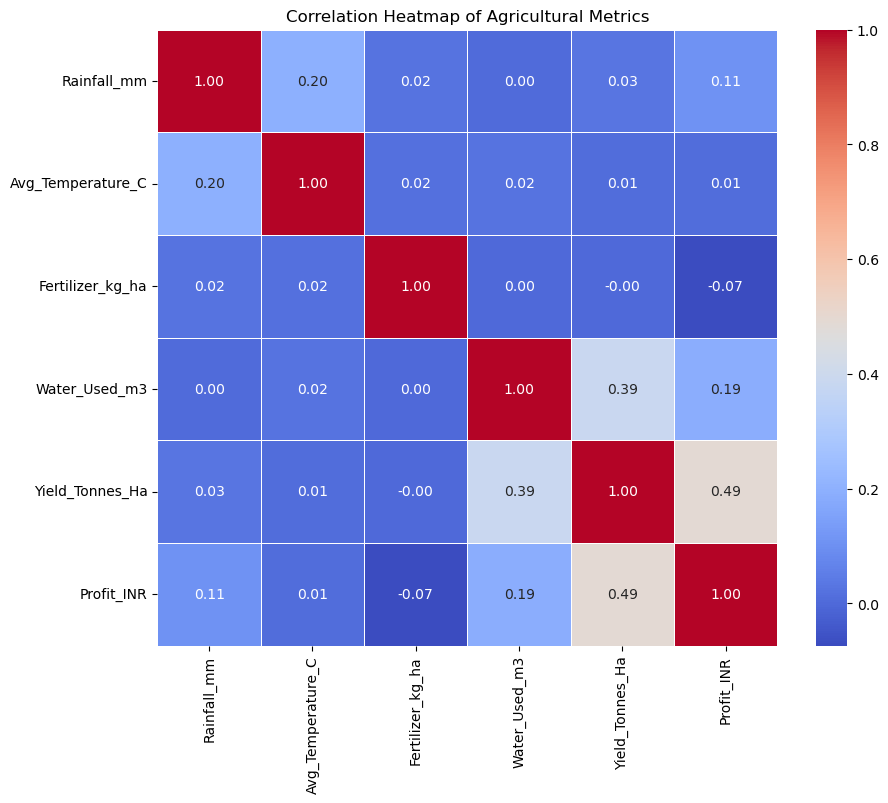 Correlation Heatmap of Agricultural Metrics
Rainfall_mm 1.00 0.20 0.02 0.00 0.03 0.11
Avg_Temperature_C 0.20 1.00 0.02 0.02 0.01 0.01
Fertilizer_kg_ha 0.02 0.02 1.00 0.00 -0.00 -0.07
Water_Used_m3 0.00 0.02 0.00 1.00 0.39 0.19
Yield_Tonnes_Ha 0.03 0.01 -0.00 0.39 1.00 0.49
Profit_INR 0.11 0.01 -0.07 0.19 0.49 1.00
Rainfall_mm
Avg_Temperature_C
Fertilizer_kg_ha
Water_Used_m3
Yield_Tonnes_Ha
Profit_INR
1.0
0.8
0.6
0.4
0.2
0.0